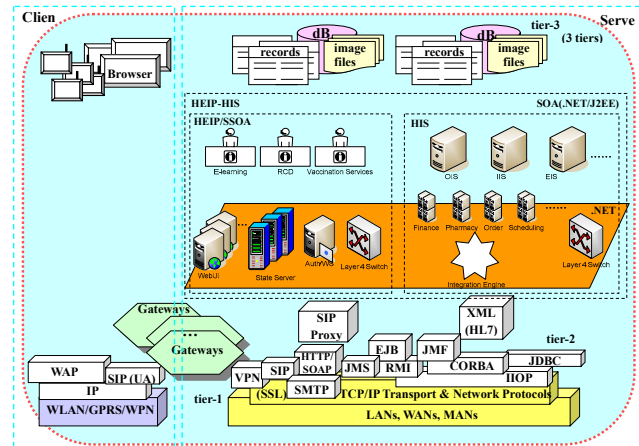 Clien
Serve
tier-3
(3 tiers)
dB
records
image
files
dB
records
image
files
Browser
HEIP-HIS
SOA(.NET/J2EE)
HEIP/SSOA
HIS
E-learning
RCD
Vaccination Services
OIS
IIS
EIS
......
Finance
Pharmacy
Order
Scheduling
......
.NET
...
WebUI
State Server
Auth/WS
Layer 4 Switch
Integration Engine
Layer 4 Switch
Gateways
...
Gateways
SIP
Proxy
XML
(HL7)
tier-2
EJB
JMF
HTTP/
SOAP
JMS
RMI
CORBA
JDBC
WAP
SIP (UA)
VPN
SIP
IIOP
IP
SMTP
tier-1
(SSL)
TCP/IP Transport & Network Protocols
WLAN/GPRS/WPN
LANs, WANs, MANs